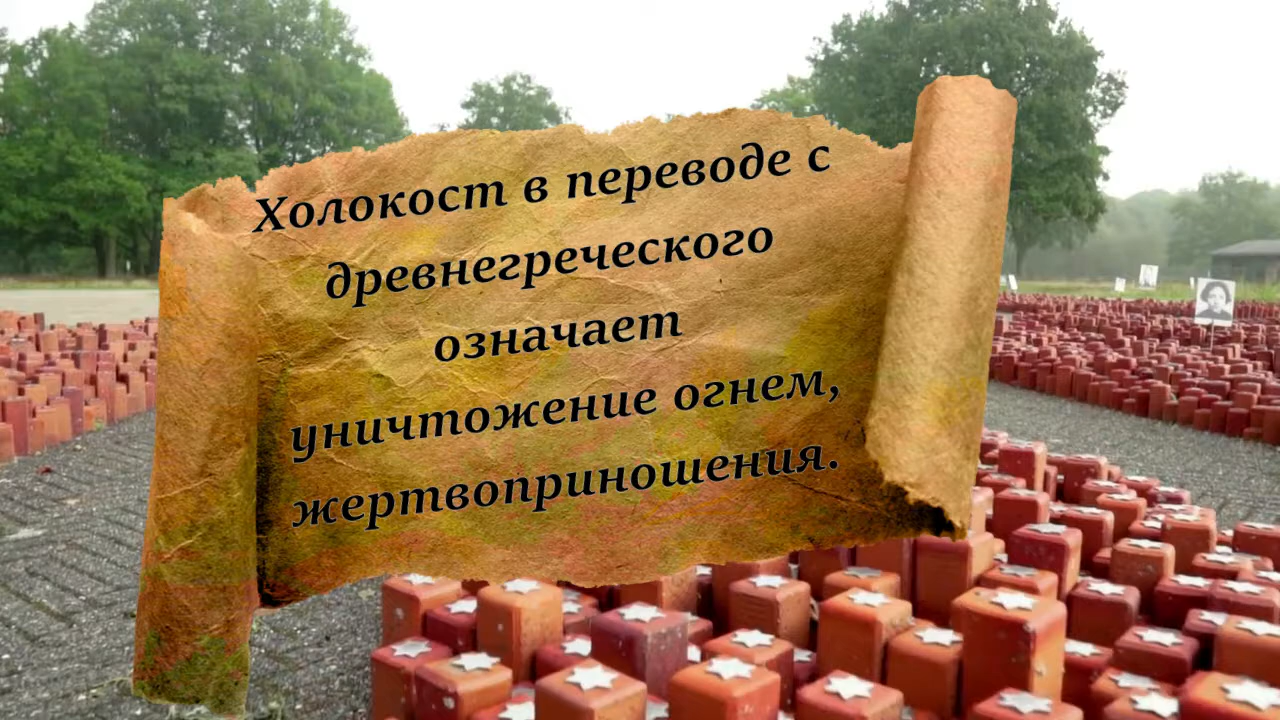 Холокост в переводе с
древнегреческого
означает
уничтожение огнем,
жертвоприношения.